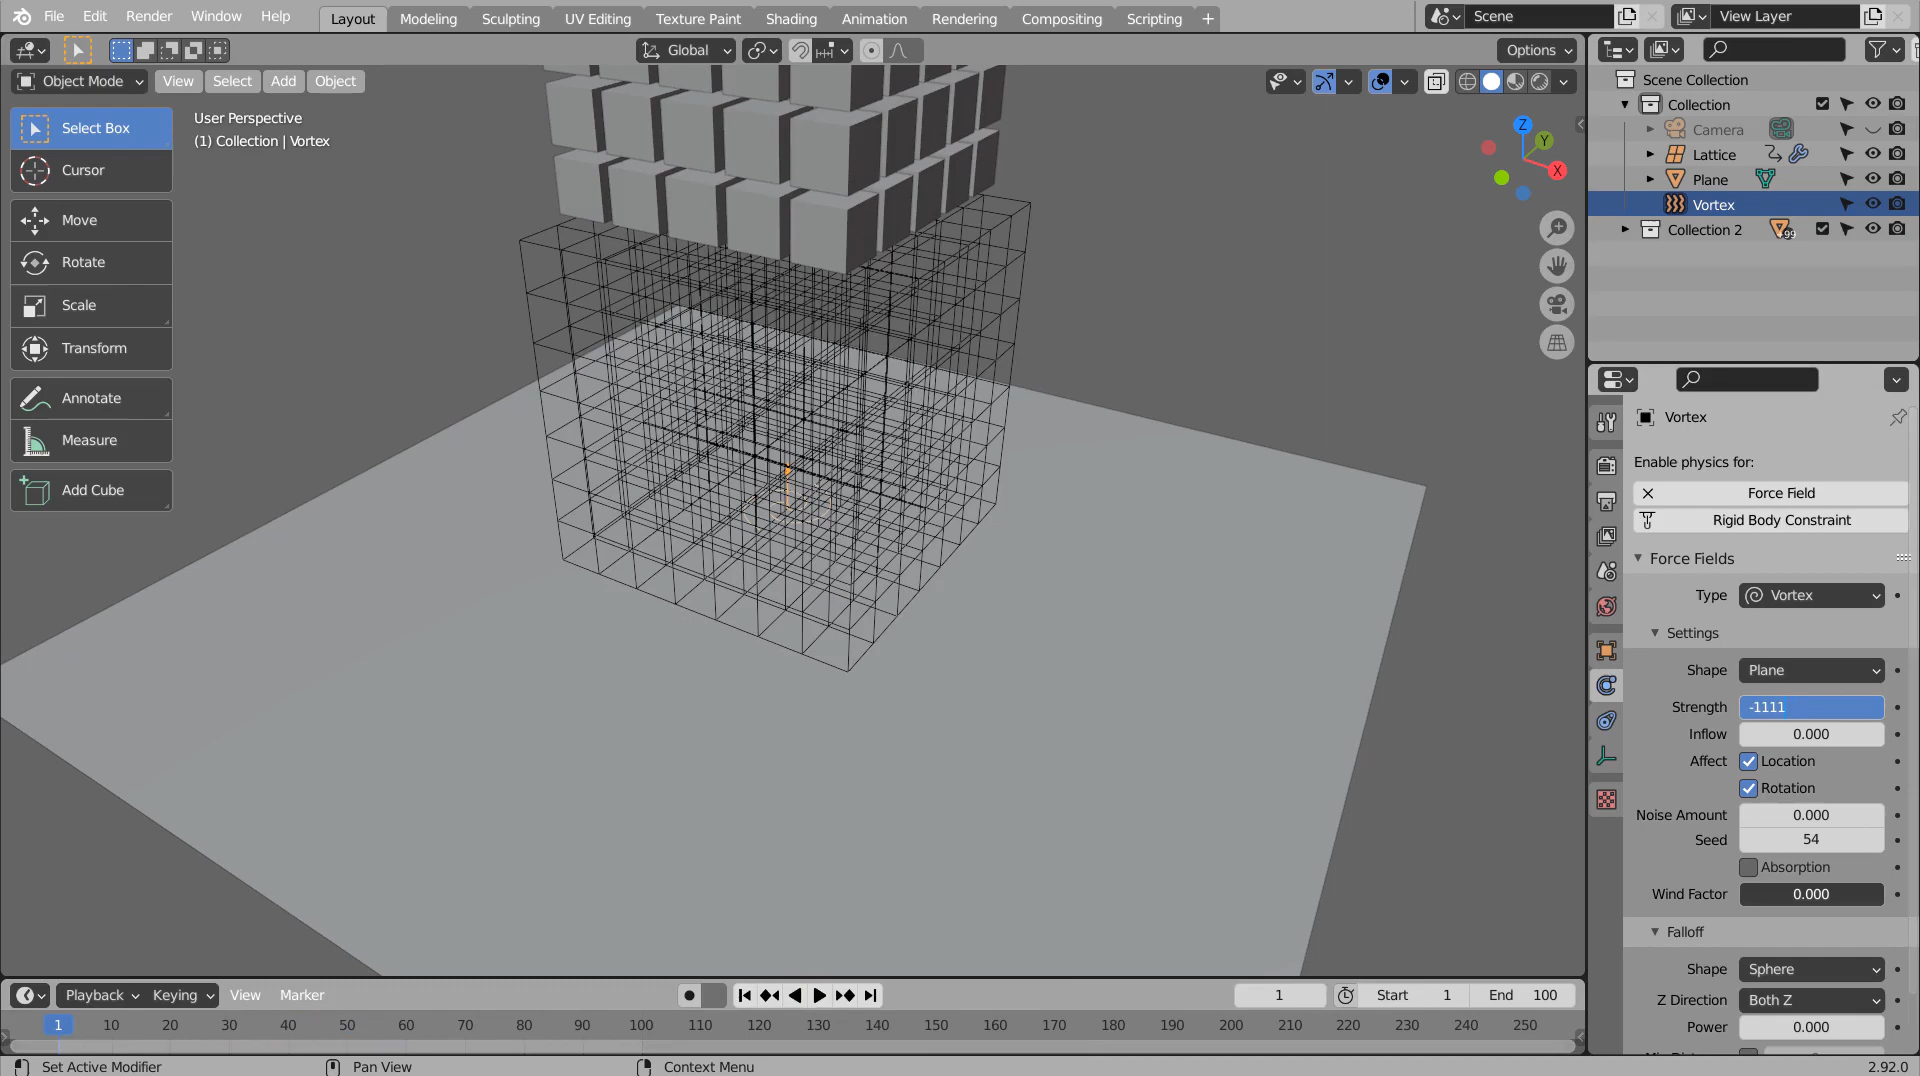 File Edit Render Window Help Layout Modeling Sculpting UV Editing Texture Paint Shading Animation Rendering Compositing Scripting + Scene View Layer
Global Options
Object Mode View Select Add Object
Select Box
Cursor
Move
Rotate
Scale
Transform
Annotate
Measure
Add Cube
User Perspective
(1) Collection | Vortex
Z
Y
X
Scene Collection
Collection
Camera
Lattice
Plane
Vortex
Collection 2
99
Vortex
Enable physics for:
Force Field
Rigid Body Constraint
Force Fields
Type Vortex
Settings
Shape Plane
Strength -1111
Inflow 0.000
Affect Location
Rotation
Noise Amount 0.000
Seed 54
Absorption
Wind Factor 0.000
Falloff
Shape Sphere
Z Direction Both Z
Power 0.000
Playback Keying View Marker 1 Start 1 End 100
1 10 20 30 40 50 60 70 80 90 100 110 120 130 140 150 160 170 180 190 200 210 220 230 240 250
Set Active Modifier Pan View Context Menu 2.92.0